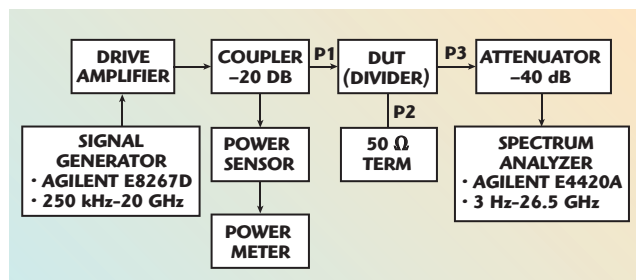 DRIVE
AMPLIFIER
COUPLER
–20 DB
P1
DUT
(DIVIDER)
P3
ATTENUATOR
–40 dB
P2
SIGNAL
GENERATOR
• AGILENT E8267D
• 250 kHz–20 GHz
POWER
SENSOR
50 Ω
TERM
SPECTRUM
ANALYZER
• AGILENT E4420A
• 3 Hz–26.5 GHz
POWER
METER